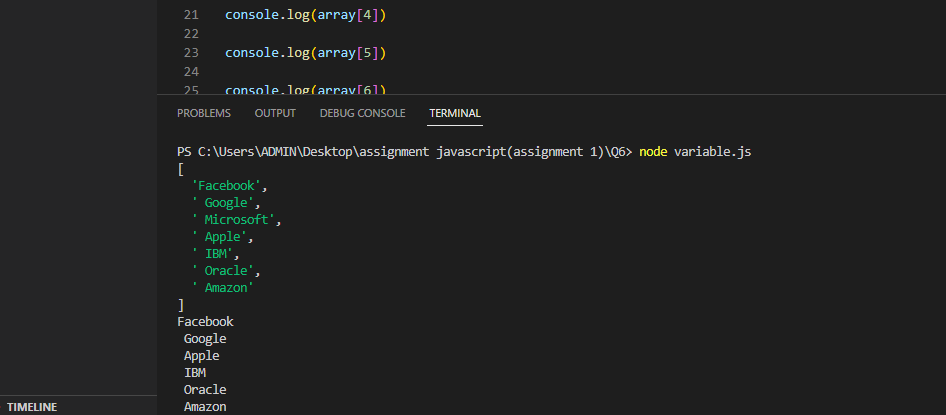 21 console.log(array[4])
22
23 console.log(array[5])
24
25 console.log(array[6])
PROBLEMS OUTPUT DEBUG CONSOLE TERMINAL
PS C:\Users\ADMIN\Desktop\assignment javascript(assignment 1)\Q6> node variable.js
[
  'Facebook',
  ' Google',
  ' Microsoft',
  ' Apple',
  ' IBM',
  ' Oracle',
  ' Amazon'
]
Facebook
 Google
 Apple
 IBM
 Oracle
 Amazon
TIMELINE